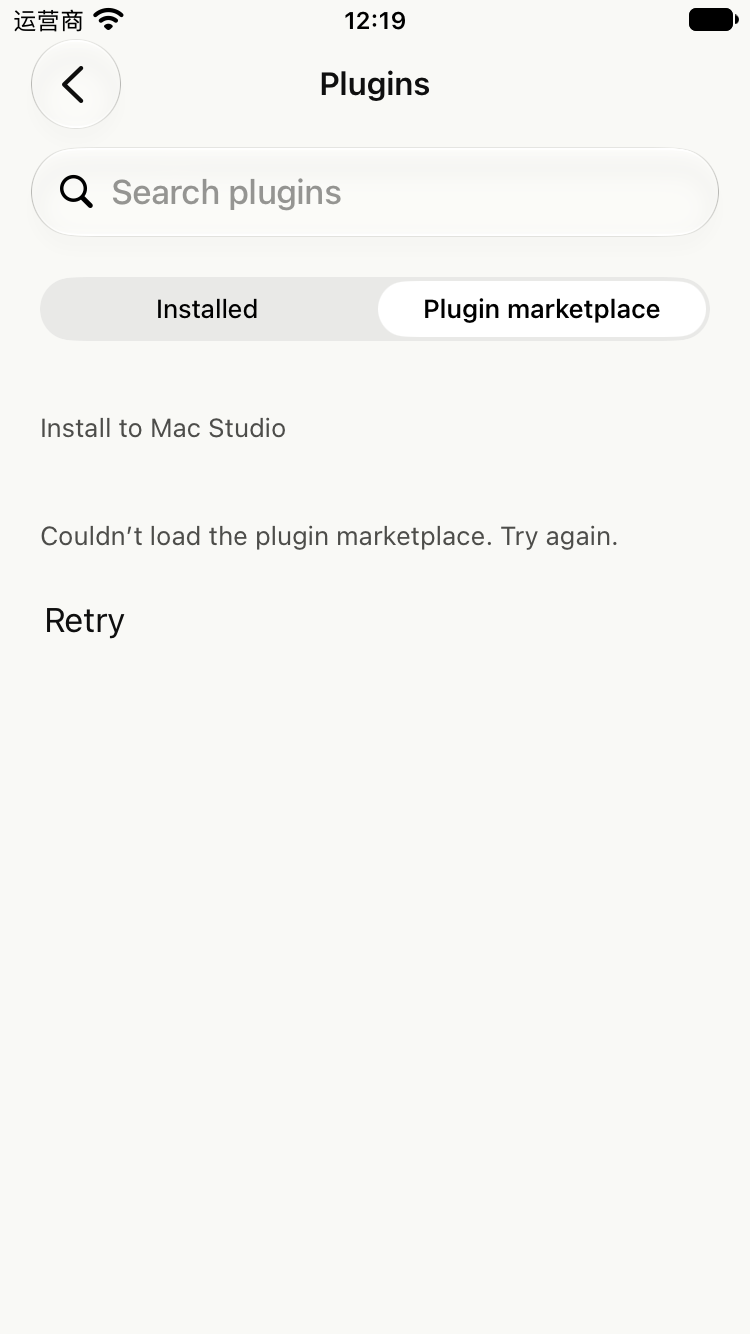 运营商
12:19
Plugins
Search plugins
Installed
Plugin marketplace
Install to Mac Studio
Couldn’t load the plugin marketplace. Try again.
Retry